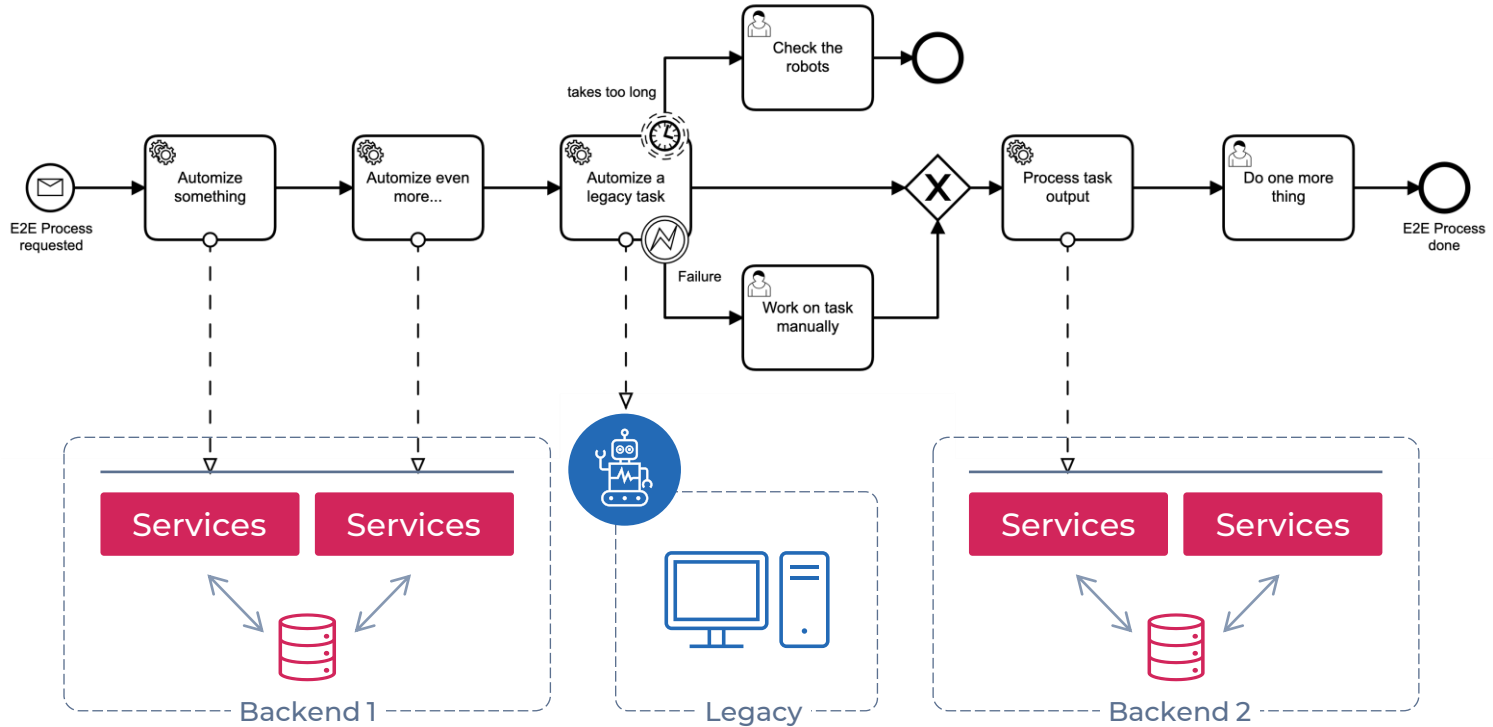 Check the
robots
takes too long
Automize
something
Automize even
more...
Automize a
legacy task
X
Process task
output
Do one more
thing
E2E Process
requested
E2E Process
done
Failure
Work on task
manually
Services
Services
Services
Services
Backend 1
Legacy
Backend 2